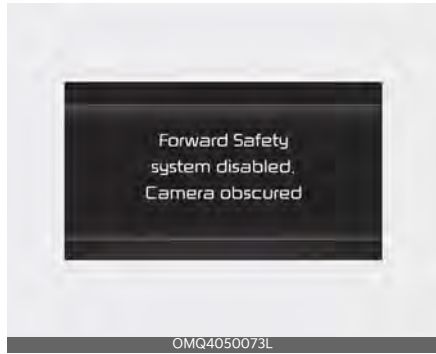 Forward Safety
system disabled.
Camera obscured
OMQ4050073L